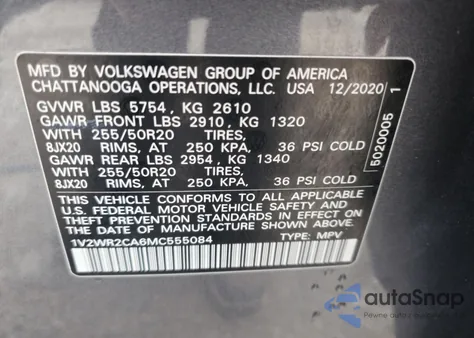 MFD BY VOLKSWAGEN GROUP OF AMERICA
CHATTANOOGA OPERATIONS, LLC. USA 12/2020
GVWR LBS 5754 , KG 2610
GAWR FRONT LBS 2910 , KG 1320
WITH 255/50R20 TIRES,
8JX20 RIMS, AT 250 KPA, 36 PSI COLD
GAWR REAR LBS 2954 , KG 1340
WITH 255/50R20 TIRES,
8JX20 RIMS, AT 250 KPA, 36 PSI COLD
THIS VEHICLE CONFORMS TO ALL APPLICABLE
U.S. FEDERAL MOTOR VEHICLE SAFETY AND
THEFT PREVENTION STANDARDS IN EFFECT ON
THE DATE OF MANUFACTURE SHOWN ABOVE.
1V2WR2CA6MC555084 TYPE: MPV
5020005 1
autoSnap
Pewne auto